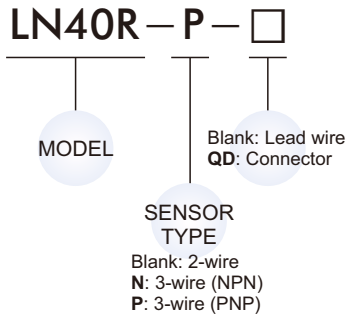 LN40R – P – □
MODEL
Blank: Lead wire
QD: Connector
SENSOR
TYPE
Blank: 2-wire
N: 3-wire (NPN)
P: 3-wire (PNP)